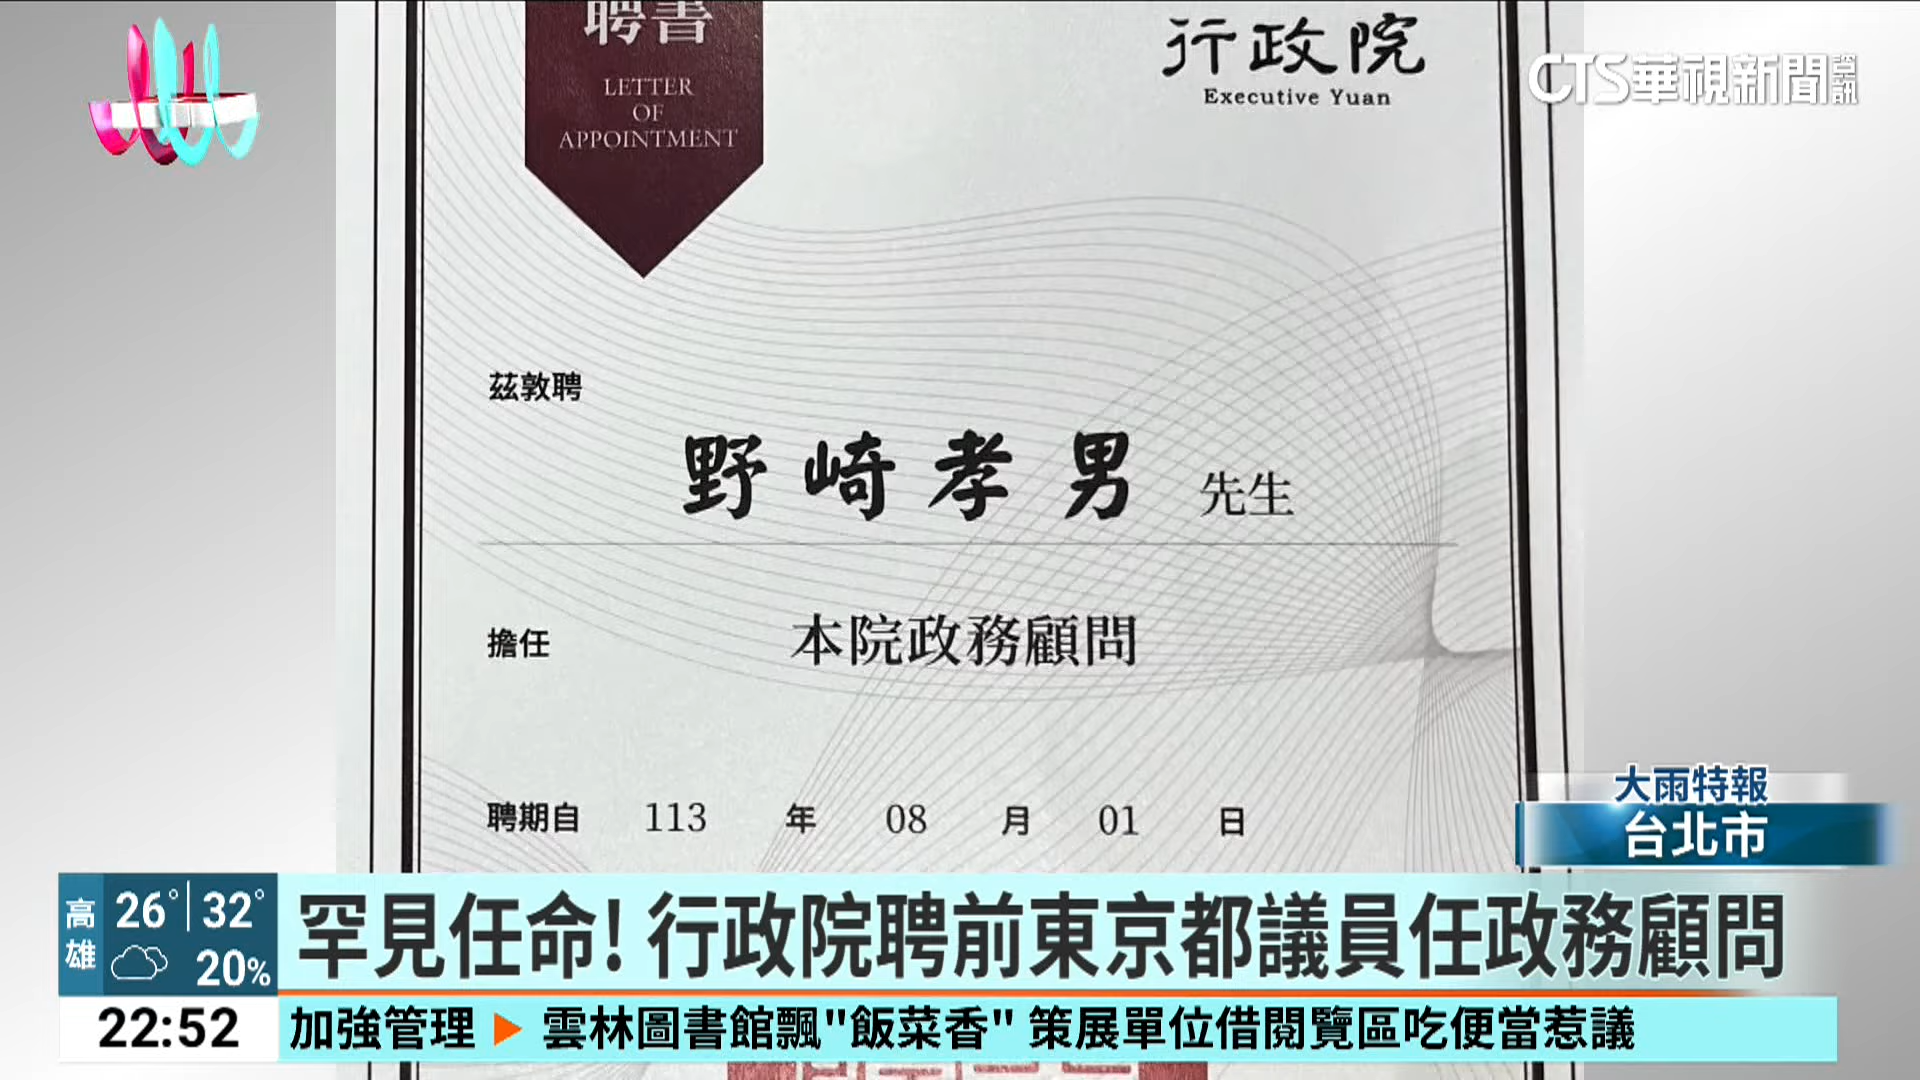 聘書
LETTER
OF
APPOINTMENT
行政院
Executive Yuan
CTS華視新聞資訊
茲敦聘
野崎孝男 先生
擔任 本院政務顧問
聘期自 113 年 08 月 01 日
大雨特報
台北市
高雄 26° 32°
20%
罕見任命! 行政院聘前東京都議員任政務顧問
22:52 加強管理 ▶ 雲林圖書館飄"飯菜香" 策展單位借閱覽區吃便當惹議